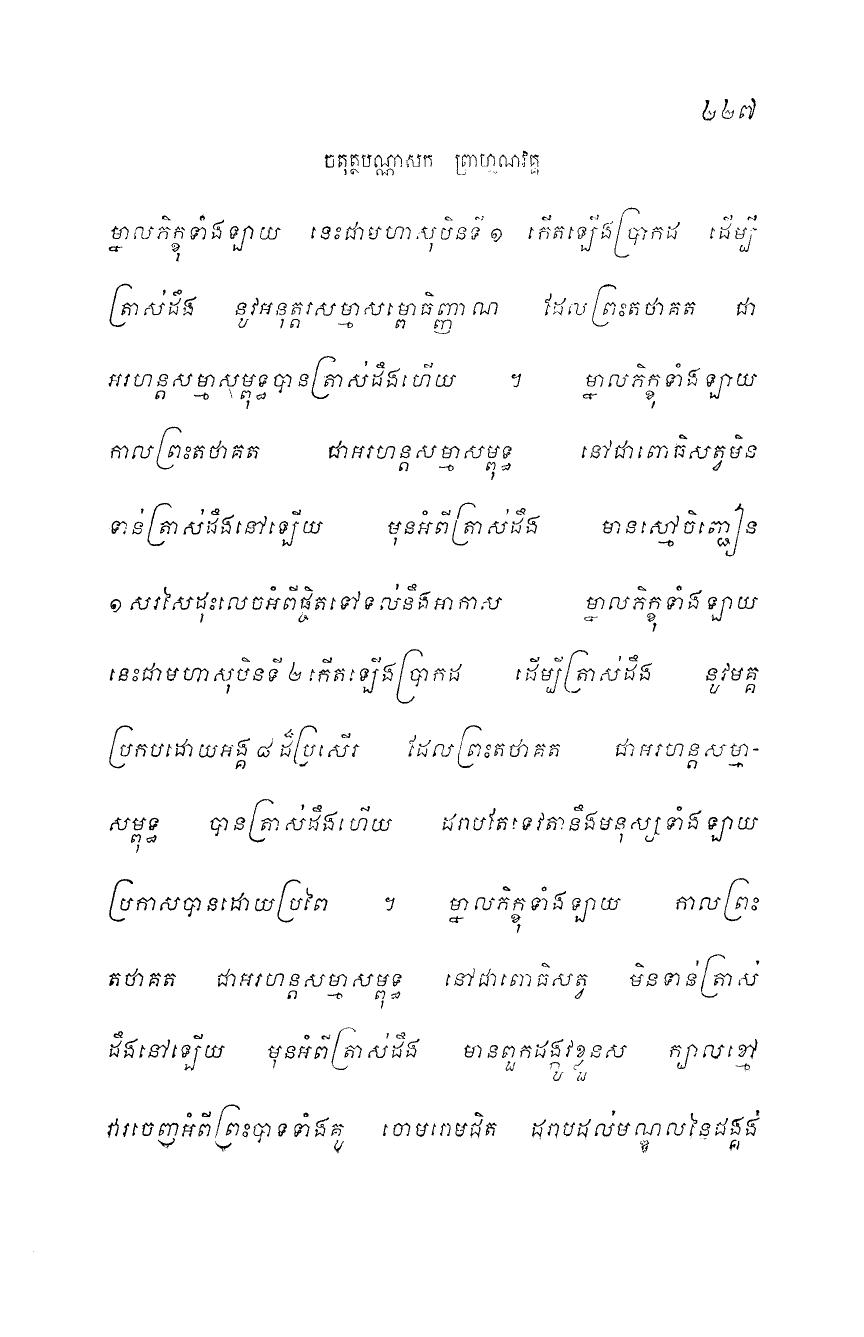 ២២៧
ចតុត្ថបណ្ណាសក ព្រាហ្មណវគ្គ
ម្នាលភិក្ខុទាំងឡាយ នេះជាមហាសុបិនទី ១ កើតឡើងប្រាកដ ដើម្បី
ត្រាស់ដឹង នូវអនុត្តរសម្មាសម្ពោធិញ្ញាណ ដែលព្រះតថាគត ជា
អរហន្តសម្មាសម្ពុទ្ធបានត្រាស់ដឹងហើយ ។ ម្នាលភិក្ខុទាំងឡាយ
កាលព្រះតថាគត ជាអរហន្តសម្មាសម្ពុទ្ធ នៅជាពោធិសត្វមិន
ទាន់ត្រាស់ដឹងនៅឡើយ មុនអំពីត្រាស់ដឹង មានស្មៅចិញ្ជៀន
១ សរសៃដុះលេចអំពីផ្ចិតទៅទល់នឹងអាកាស ម្នាលភិក្ខុទាំងឡាយ
នេះជាមហាសុបិនទី ២ កើតឡើងប្រាកដ ដើម្បីត្រាស់ដឹង នូវមគ្គ
ប្រកបដោយអង្គ ៨ ដ៏ប្រសើរ ដែលព្រះតថាគត ជាអរហន្តសម្មា-
សម្ពុទ្ធ បានត្រាស់ដឹងហើយ ដរាបតែទេវតានឹងមនុស្សទាំងឡាយ
ប្រកាសបានដោយប្រពៃ ។ ម្នាលភិក្ខុទាំងឡាយ កាលព្រះ
តថាគត ជាអរហន្តសម្មាសម្ពុទ្ធ នៅជាពោធិសត្វ មិនទាន់ត្រាស់
ដឹងនៅឡើយ មុនអំពីត្រាស់ដឹង មានពួកដង្កូវខ្លួនស ក្បាលខ្មៅ
វារចេញអំពីព្រះបាទទាំងគូ ចោមរោមជិត ដរាបដល់មណ្ឌលនៃជង្គង់